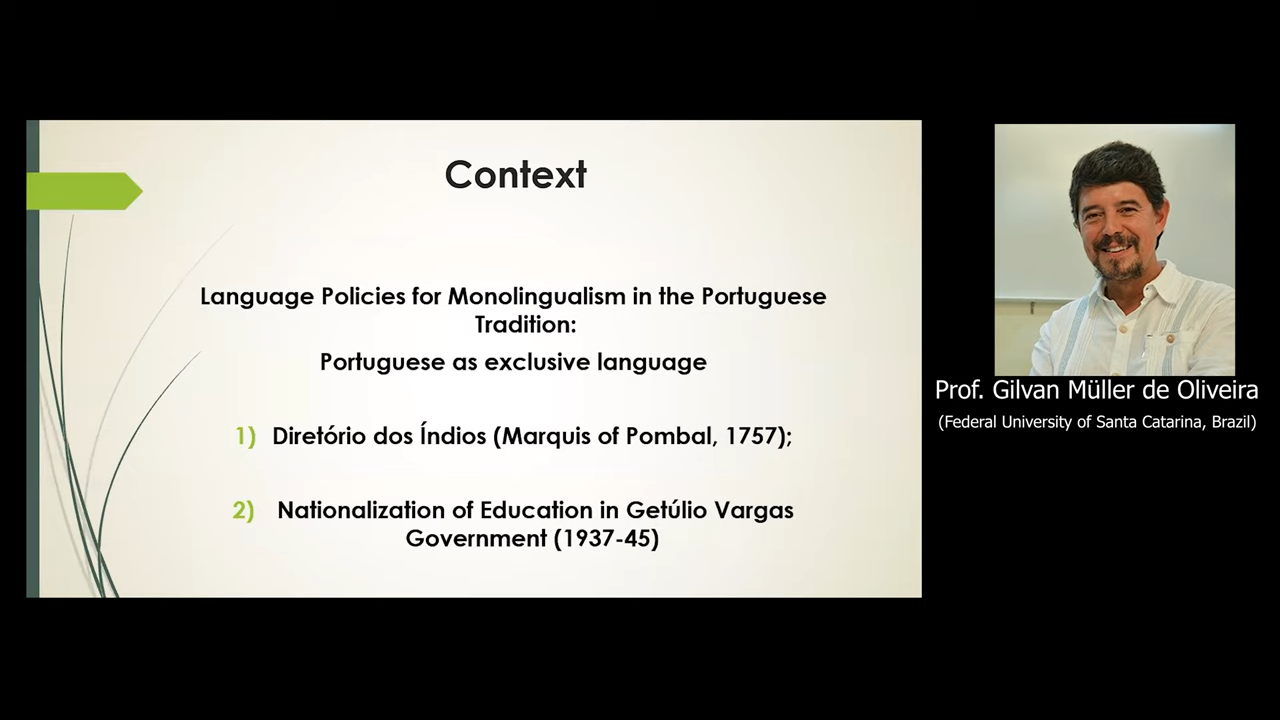 Context
Language Policies for Monolingualism in the Portuguese
Tradition:
Portuguese as exclusive language
1) Diretório dos Índios (Marquis of Pombal, 1757);
2) Nationalization of Education in Getúlio Vargas
Government (1937-45)
Prof. Gilvan Müller de Oliveira
(Federal University of Santa Catarina, Brazil)